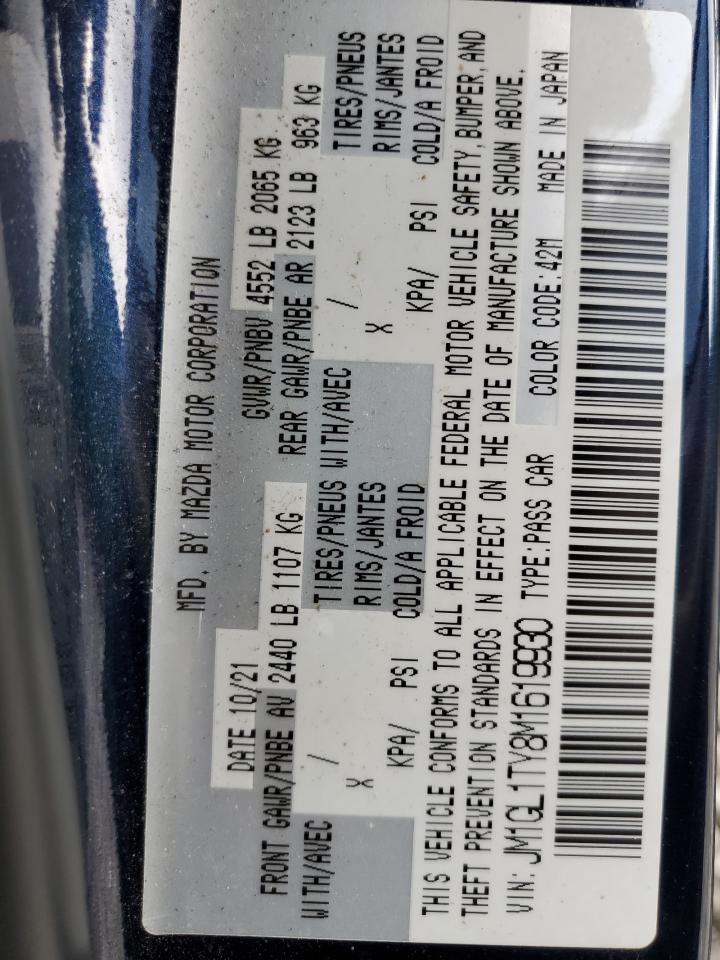 MFD. BY MAZDA MOTOR CORPORATION
DATE 10/21 GVWR/PNBV 4552 LB 2065 KG
FRONT GAWR/PNBE AV 2440 LB 1107 KG REAR GAWR/PNBE AR 2123 LB 963 KG
WITH/AVEC / TIRES/PNEUS WITH/AVEC / TIRES/PNEUS
X RIMS/JANTES X RIMS/JANTES
KPA/ PSI COLD/A FROID KPA/ PSI COLD/A FROID
THIS VEHICLE CONFORMS TO ALL APPLICABLE FEDERAL MOTOR VEHICLE SAFETY, BUMPER, AND
THEFT PREVENTION STANDARDS IN EFFECT ON THE DATE OF MANUFACTURE SHOWN ABOVE.
VIN: JM1GL1TY8M1619930 TYPE: PASS CAR COLOR CODE: 42M MADE IN JAPAN